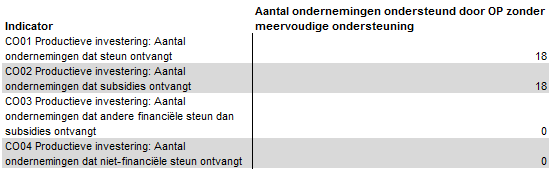 Indicator
Aantal ondernemingen ondersteund door OP zonder
meervoudige ondersteuning
CO01 Productieve investering: Aantal
ondernemingen dat steun ontvangt 18
CO02 Productieve investering: Aantal
ondernemingen dat subsidies ontvangt 18
CO03 Productieve investering: Aantal
ondernemingen dat andere financiële steun dan
subsidies ontvangt 0
CO04 Productieve investering: Aantal
ondernemingen dat niet-financiële steun ontvangt 0